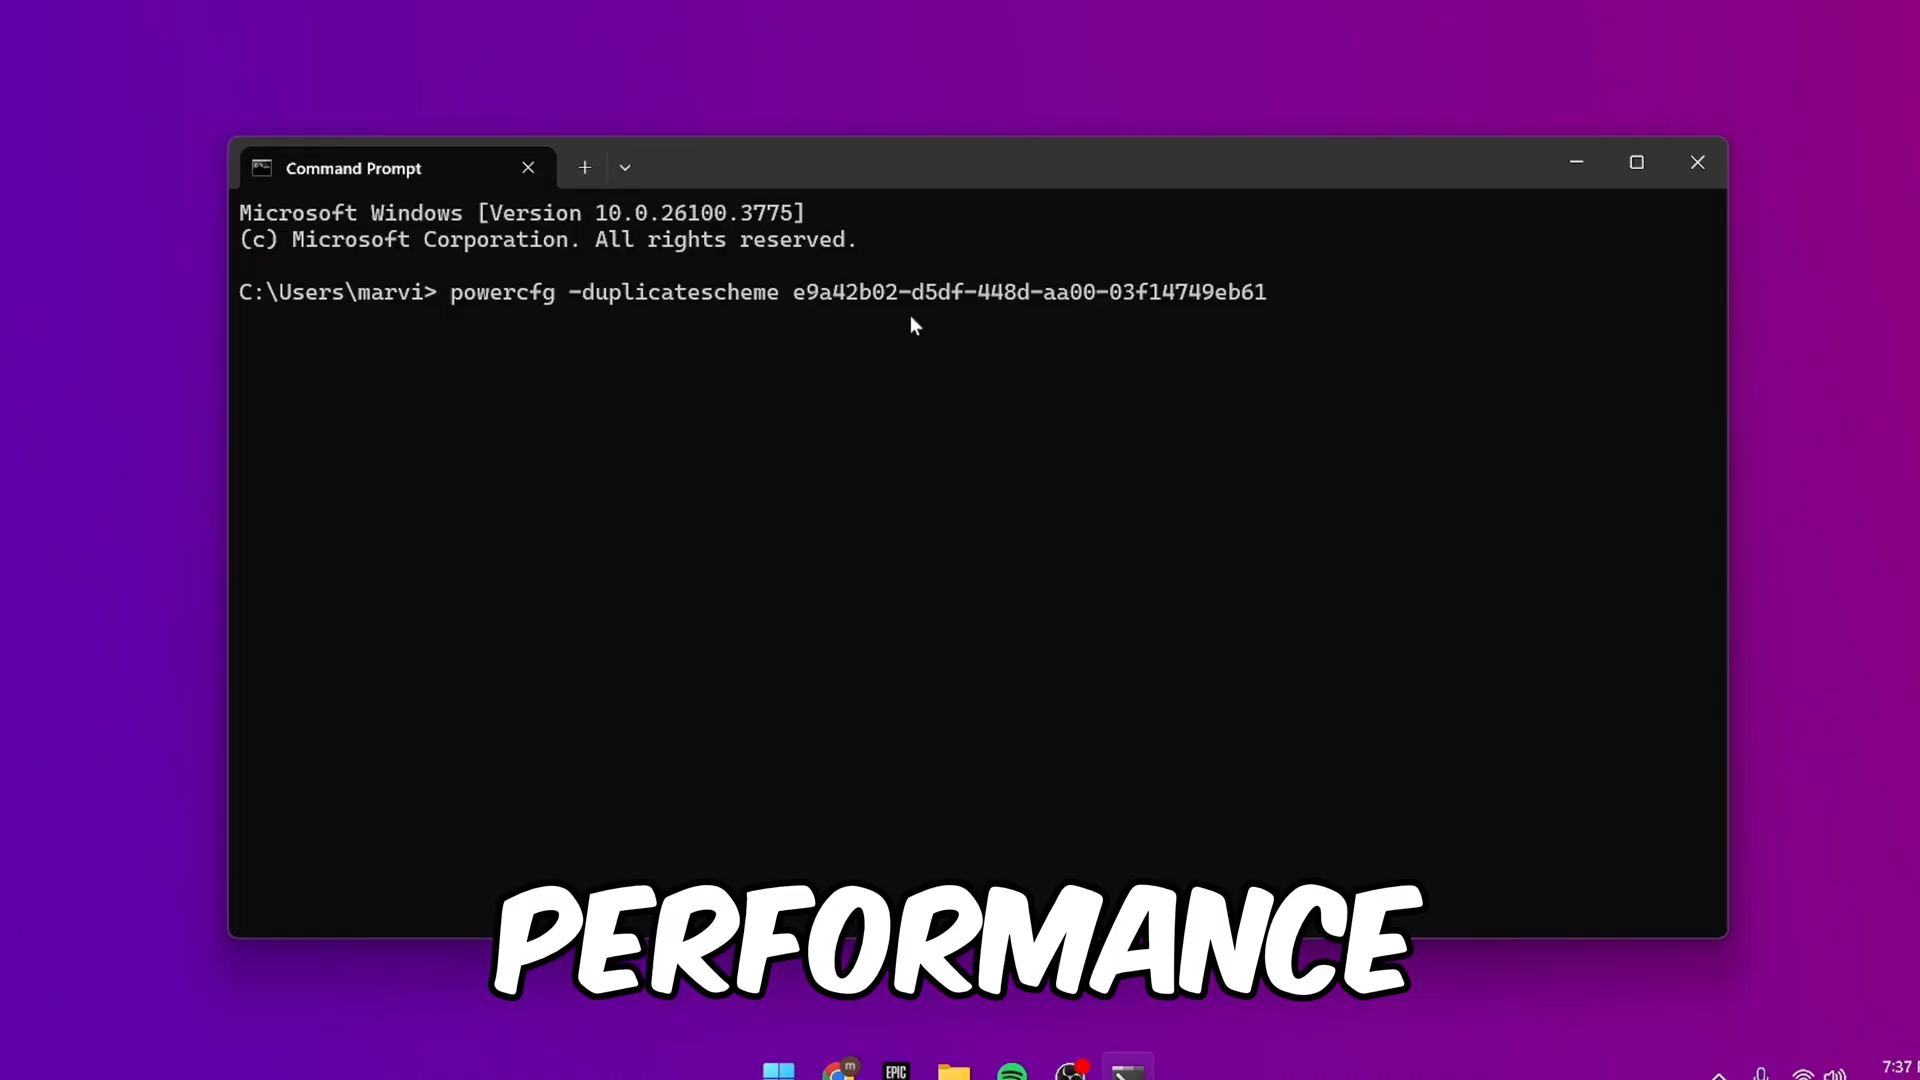 Command Prompt
Microsoft Windows [Version 10.0.26100.3775]
(c) Microsoft Corporation. All rights reserved.
C:\Users\marvi> powercfg -duplicatescheme e9a42b02-d5df-448d-aa00-03f14749eb61
PERFORMANCE
m
EPIC
7:37